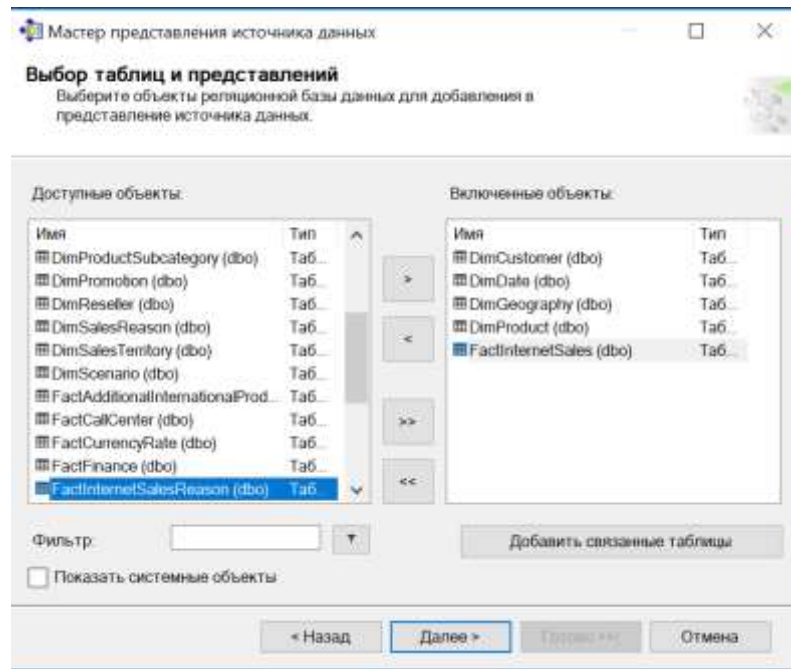 Мастер представления источника данных
Выбор таблиц и представлений
Выберите объекты реляционной базы данных для добавления в
представление источника данных.
Доступные объекты:
Включенные объекты:
Имя Тип
DimProductSubcategory (dbo) Таб...
DimPromotion (dbo) Таб...
DimReseller (dbo) Таб...
DimSalesReason (dbo) Таб...
DimSalesTerritory (dbo) Таб...
DimScenario (dbo) Таб...
FactAdditionalInternationalProd... Таб...
FactCallCenter (dbo) Таб...
FactCurrencyRate (dbo) Таб...
FactFinance (dbo) Таб...
FactInternetSalesReason (dbo) Таб...
>
<
>>
<<
Имя Тип
DimCustomer (dbo) Таб...
DimDate (dbo) Таб...
DimGeography (dbo) Таб...
DimProduct (dbo) Таб...
FactInternetSales (dbo) Таб...
Фильтр:
Добавить связанные таблицы
Показать системные объекты
< Назад Далее > Готово >>| Отмена